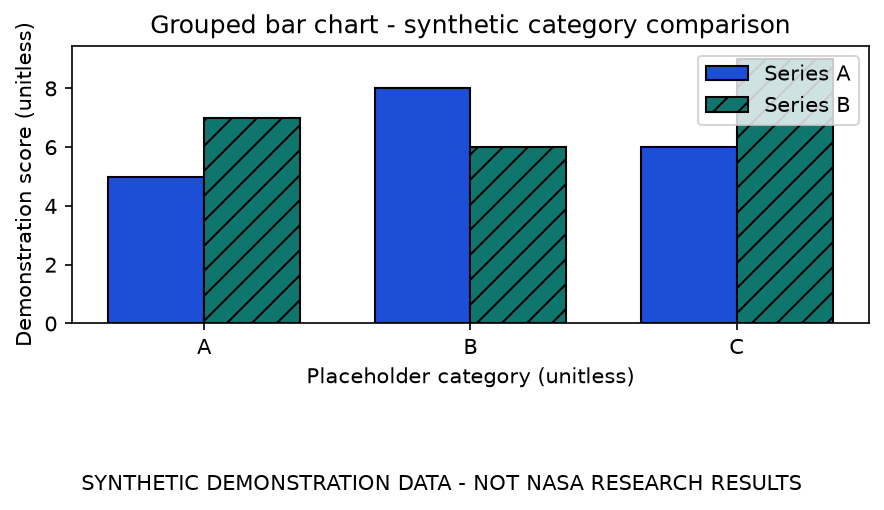 Grouped bar chart - synthetic category comparison
Demonstration score (unitless)
8
6
4
2
0
Series A
Series B
A
B
C
Placeholder category (unitless)
SYNTHETIC DEMONSTRATION DATA - NOT NASA RESEARCH RESULTS